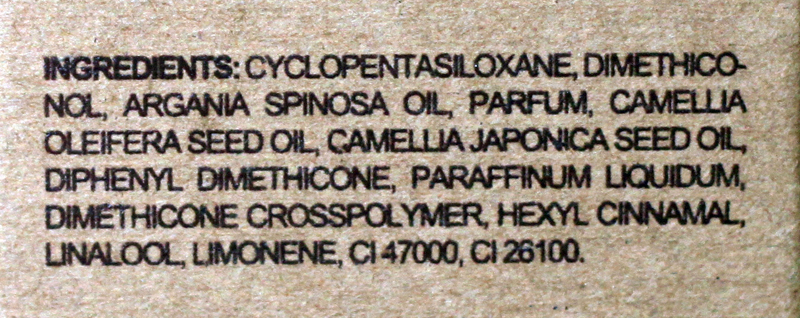 INGREDIENTS: CYCLOPENTASILOXANE, DIMETHICO-
NOL, ARGANIA SPINOSA OIL, PARFUM, CAMELLIA
OLEIFERA SEED OIL, CAMELLIA JAPONICA SEED OIL,
DIPHENYL DIMETHICONE, PARAFFINUM LIQUIDUM,
DIMETHICONE CROSSPOLYMER, HEXYL CINNAMAL,
LINALOOL, LIMONENE, CI 47000, CI 26100.